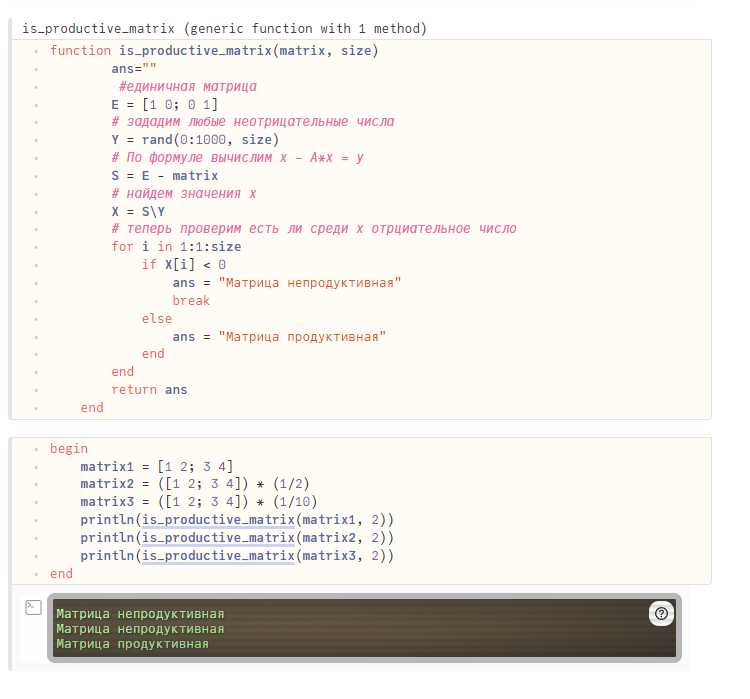 is_productive_matrix (generic function with 1 method)
function is_productive_matrix(matrix, size)
ans=""
#единичная матрица
E = [1 0; 0 1]
# зададим любые неотрицательные числа
Y = rand(0:1000, size)
# По формуле вычислим x - A*x = y
S = E - matrix
# найдем значения x
X = S\Y
# теперь проверим есть ли среди x отрциательное число
for i in 1:1:size
if X[i] < 0
ans = "Матрица непродуктивная"
break
else
ans = "Матрица продуктивная"
end
end
return ans
end
begin
matrix1 = [1 2; 3 4]
matrix2 = ([1 2; 3 4]) * (1/2)
matrix3 = ([1 2; 3 4]) * (1/10)
println(is_productive_matrix(matrix1, 2))
println(is_productive_matrix(matrix2, 2))
println(is_productive_matrix(matrix3, 2))
end
Матрица непродуктивная
Матрица непродуктивная
Матрица продуктивная